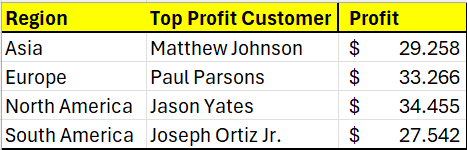 Region Top Profit Customer Profit
Asia Matthew Johnson $ 29.258
Europe Paul Parsons $ 33.266
North America Jason Yates $ 34.455
South America Joseph Ortiz Jr. $ 27.542